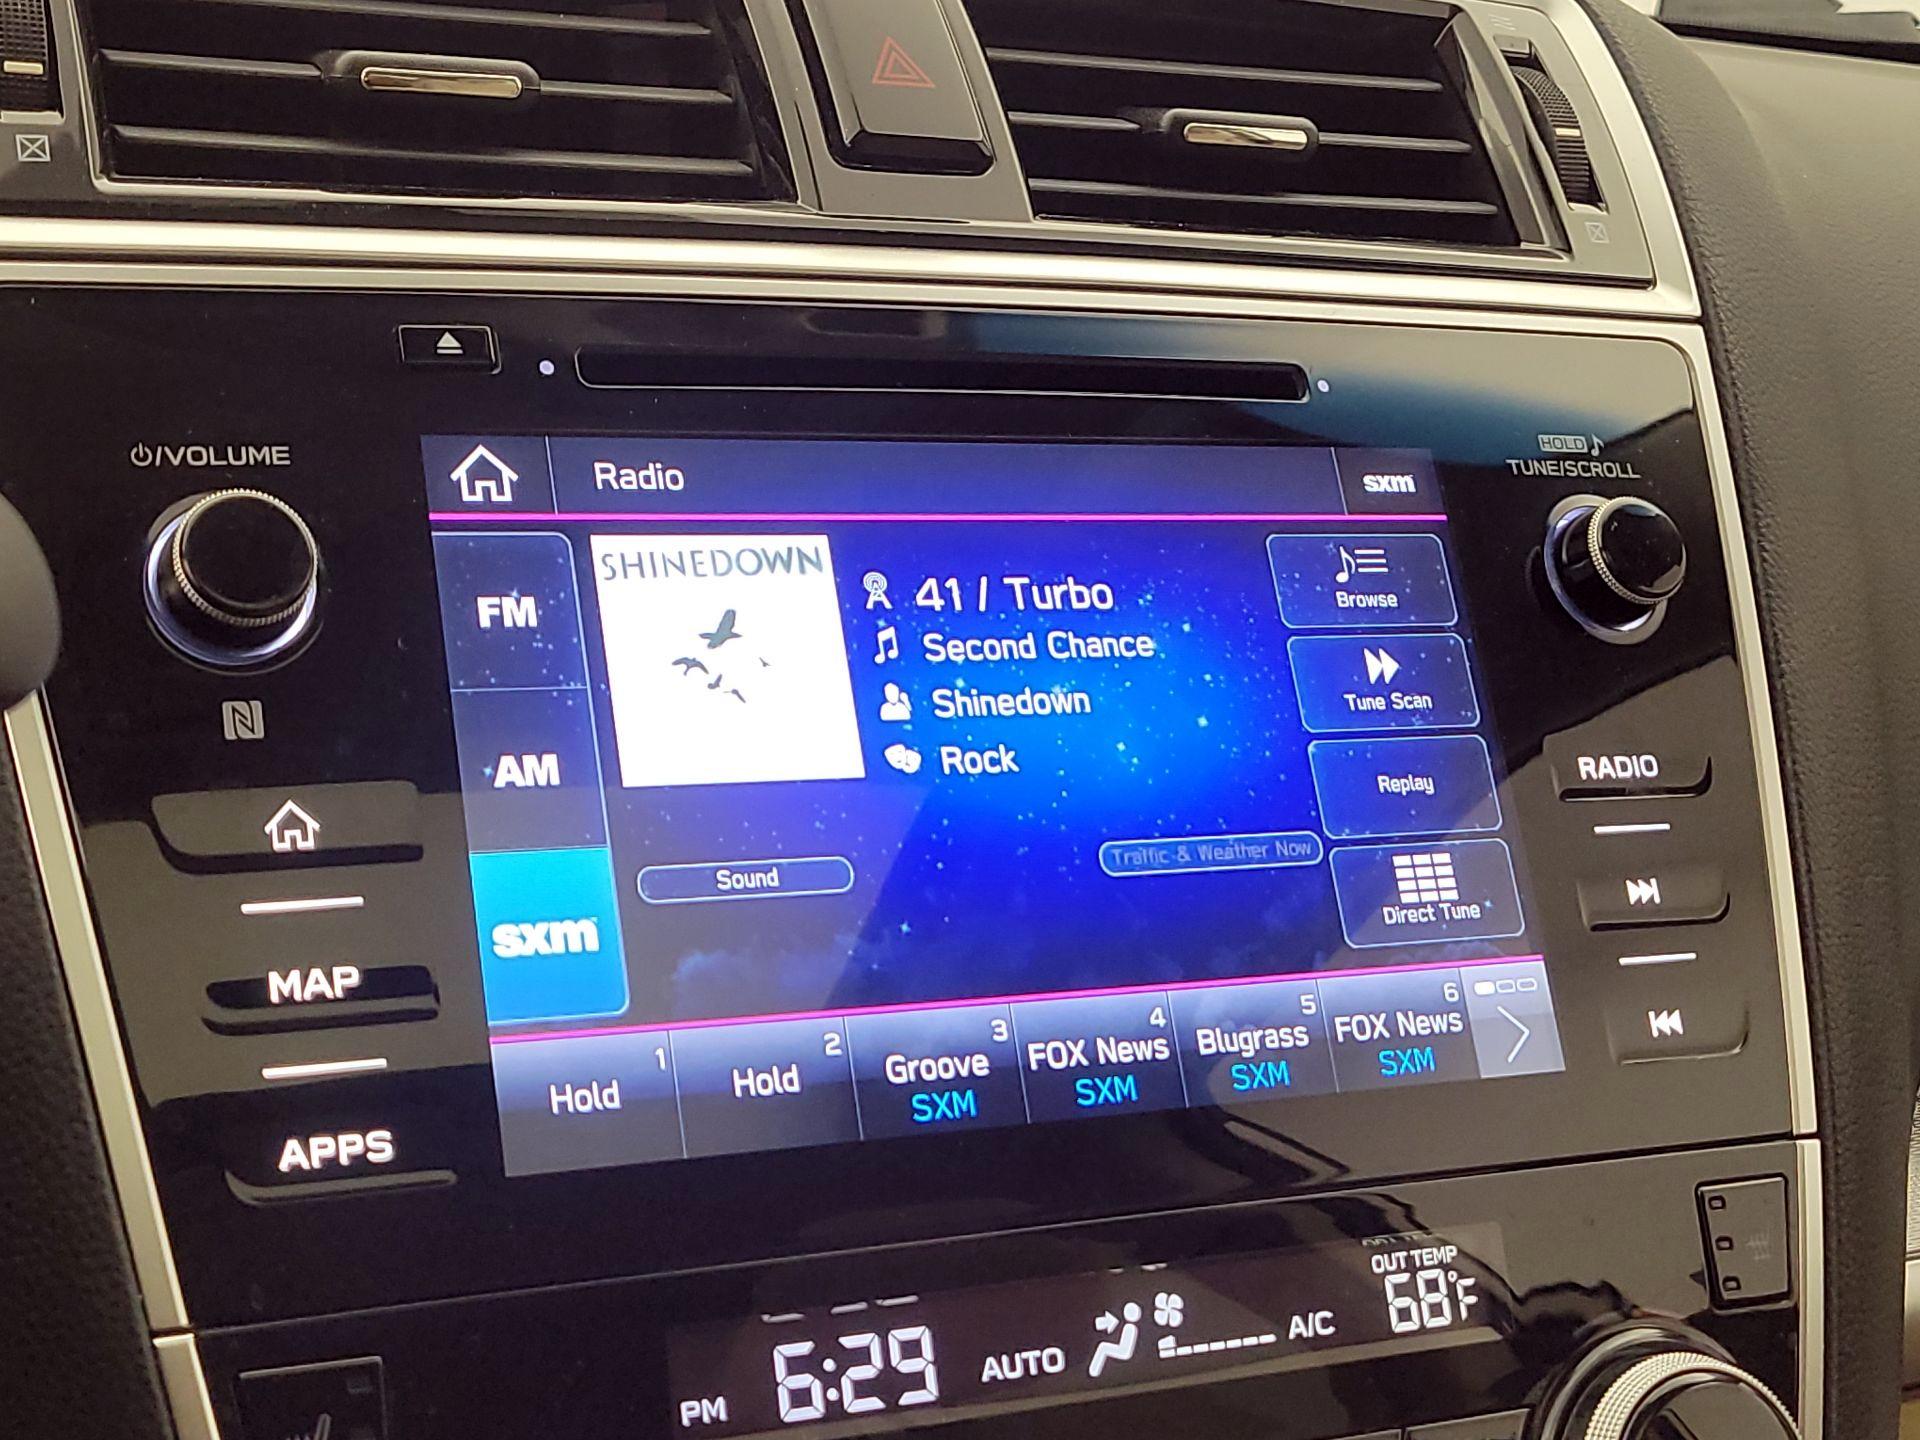 /VOLUME
HOLD
TUNE/SCROLL
Radio
sxm
FM
AM
sxm
SHINEDOWN
41 / Turbo
Second Chance
Shinedown
Rock
Browse
Tune Scan
Replay
Direct Tune
Sound
Traffic & Weather Now
1
Hold
2
Hold
3
Groove
SXM
4
FOX News
SXM
5
Blugrass
SXM
6
FOX News
SXM
N
MAP
APPS
RADIO
PM 6:29
AUTO
A/C
OUT TEMP
68°F